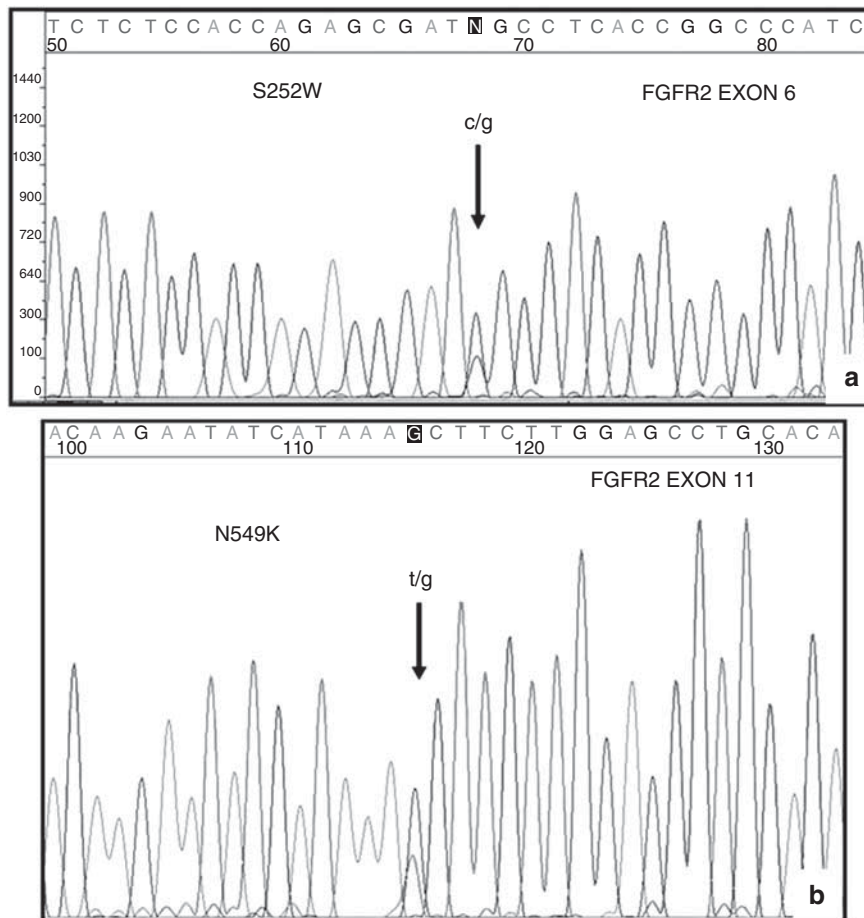 T C T C T C C A C C A G A G C G A T N G C C T C A C C G G C C C A T C
50 60 70 80
S252W FGFR2 EXON 6
c/g
1440
1200
1030
900
720
640
300
100
0
a
A C A A G A A T A T C A T A A A G C T T C T T G G A G C C T G C A C A
100 110 120 130
FGFR2 EXON 11
N549K
t/g
b